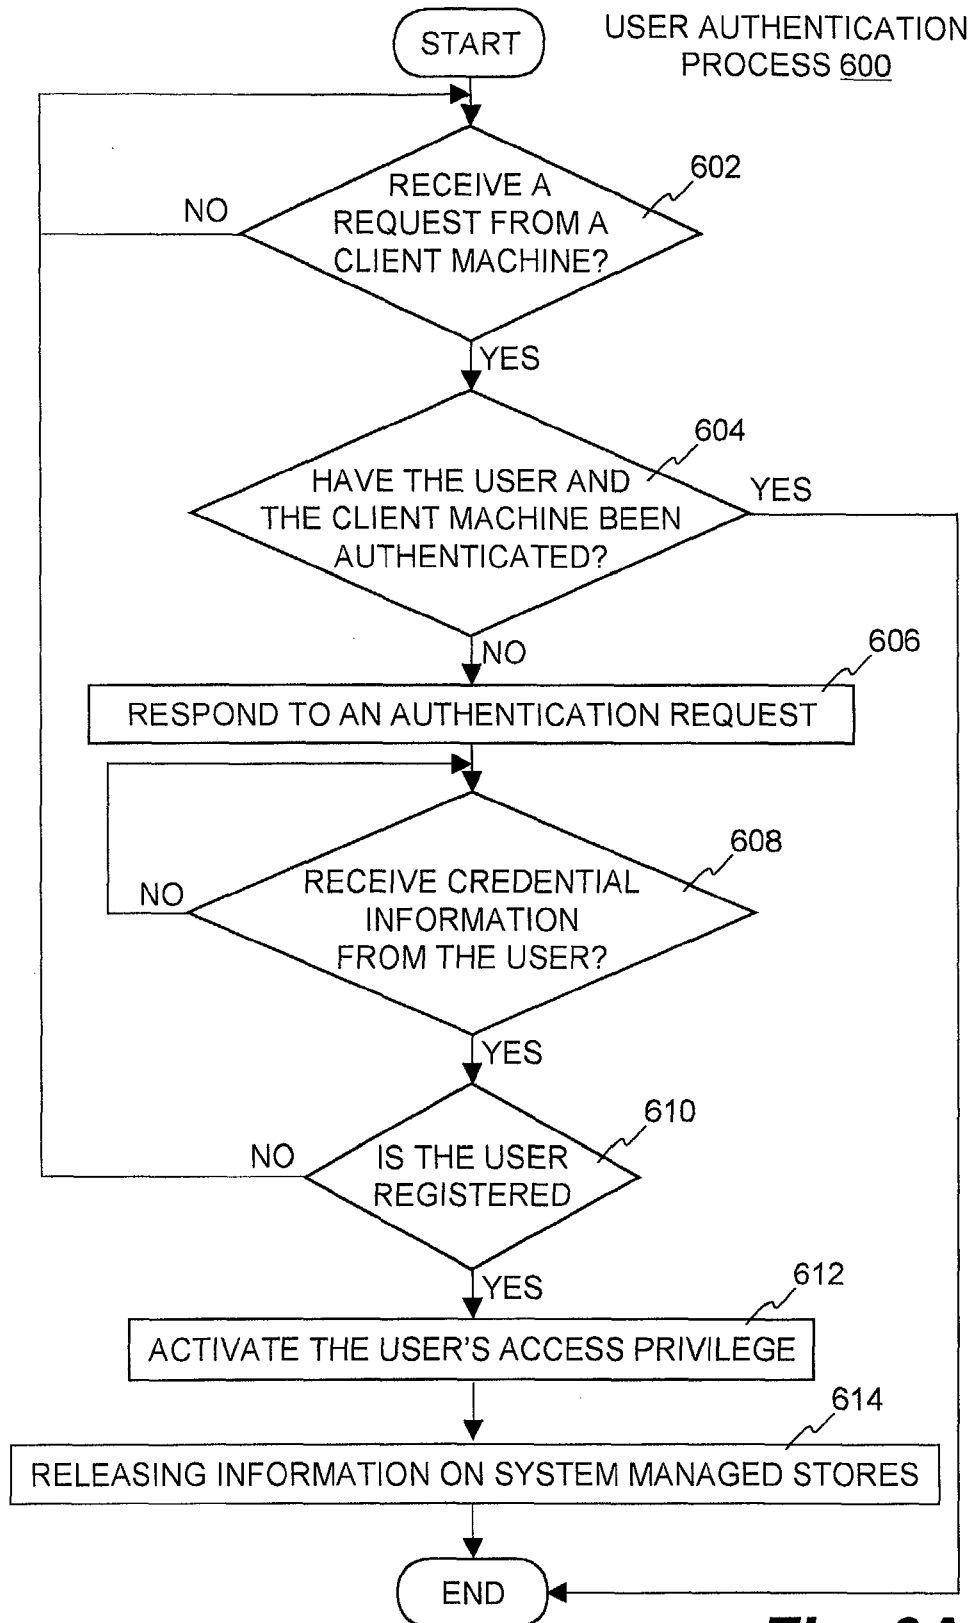 START
USER AUTHENTICATION
PROCESS 600
602
RECEIVE A
REQUEST FROM A
CLIENT MACHINE?
NO
YES
604
HAVE THE USER AND
THE CLIENT MACHINE BEEN
AUTHENTICATED?
YES
NO
606
RESPOND TO AN AUTHENTICATION REQUEST
608
RECEIVE CREDENTIAL
INFORMATION
FROM THE USER?
NO
YES
610
IS THE USER
REGISTERED
NO
YES
612
ACTIVATE THE USER'S ACCESS PRIVILEGE
614
RELEASING INFORMATION ON SYSTEM MANAGED STORES
END